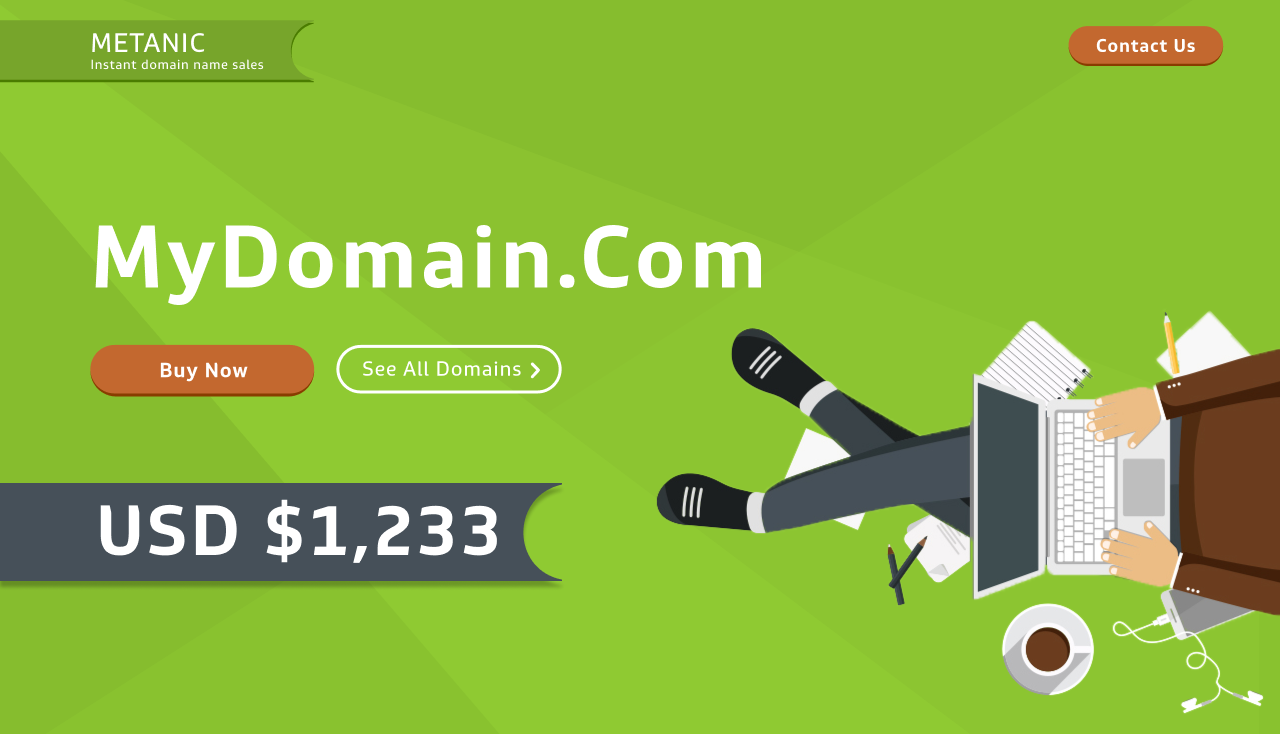 METANIC
Instant domain name sales
Contact Us
MyDomain.Com
Buy Now
See All Domains
USD $1,233